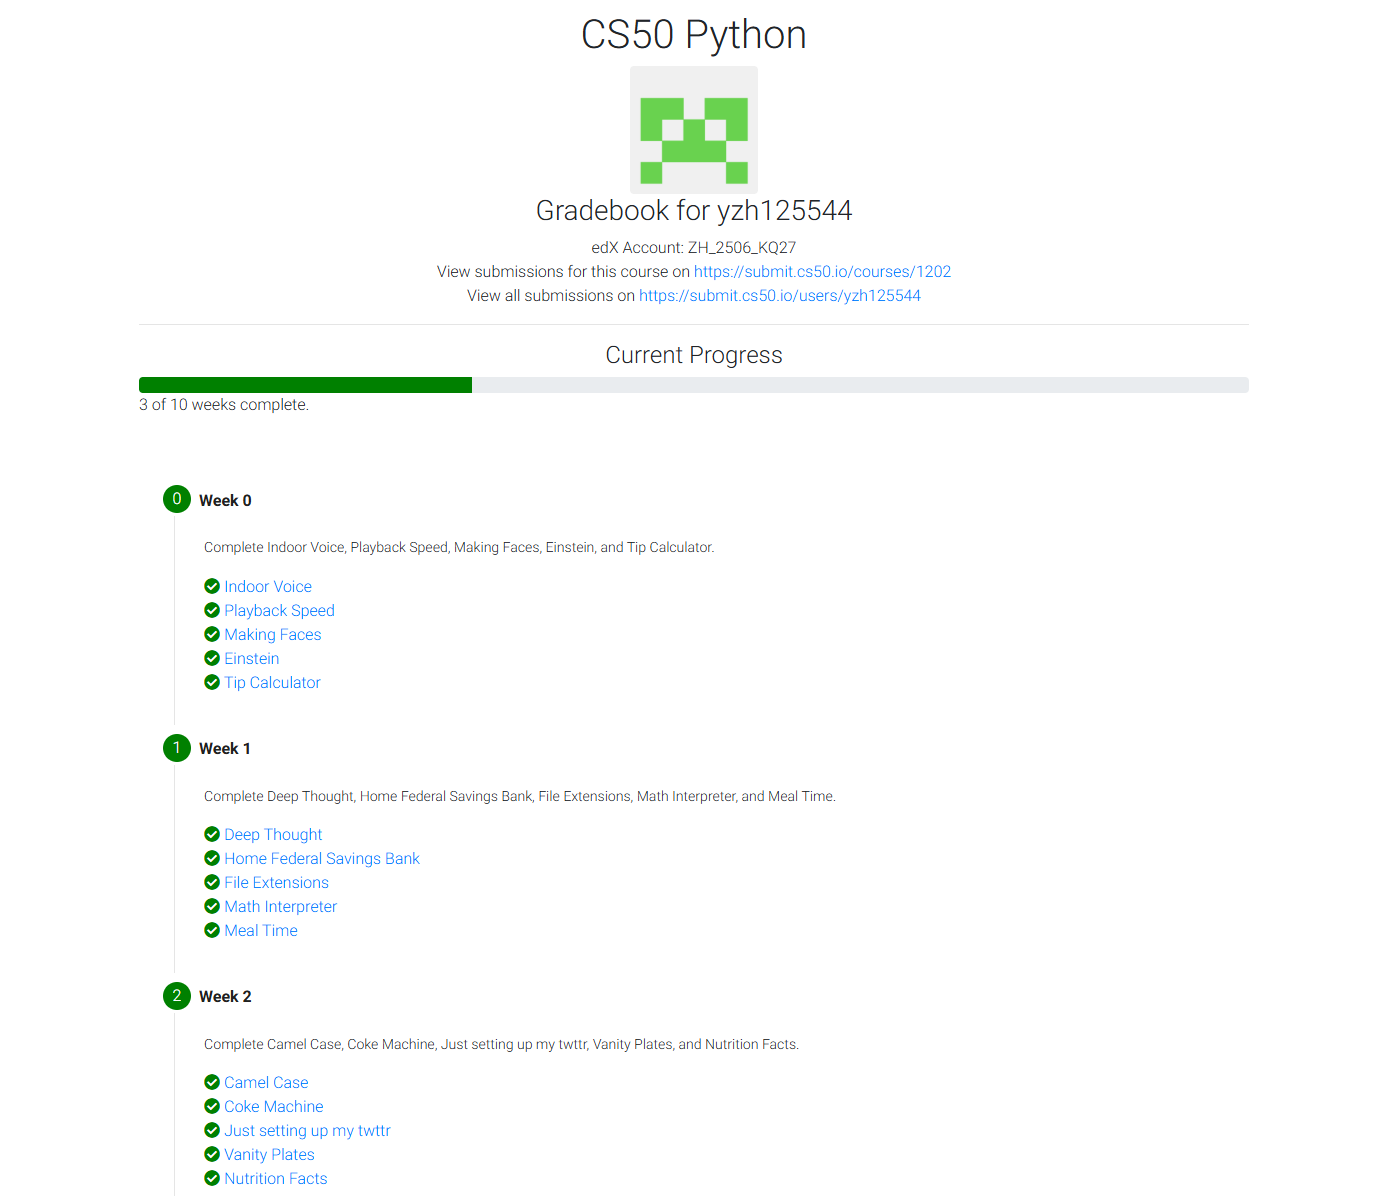 CS50 Python
Gradebook for yzh125544
edX Account: ZH_2506_KQ27
View submissions for this course on https://submit.cs50.io/courses/1202
View all submissions on https://submit.cs50.io/users/yzh125544
Current Progress
3 of 10 weeks complete.
0 Week 0
Complete Indoor Voice, Playback Speed, Making Faces, Einstein, and Tip Calculator.
Indoor Voice
Playback Speed
Making Faces
Einstein
Tip Calculator
1 Week 1
Complete Deep Thought, Home Federal Savings Bank, File Extensions, Math Interpreter, and Meal Time.
Deep Thought
Home Federal Savings Bank
File Extensions
Math Interpreter
Meal Time
2 Week 2
Complete Camel Case, Coke Machine, Just setting up my twttr, Vanity Plates, and Nutrition Facts.
Camel Case
Coke Machine
Just setting up my twttr
Vanity Plates
Nutrition Facts